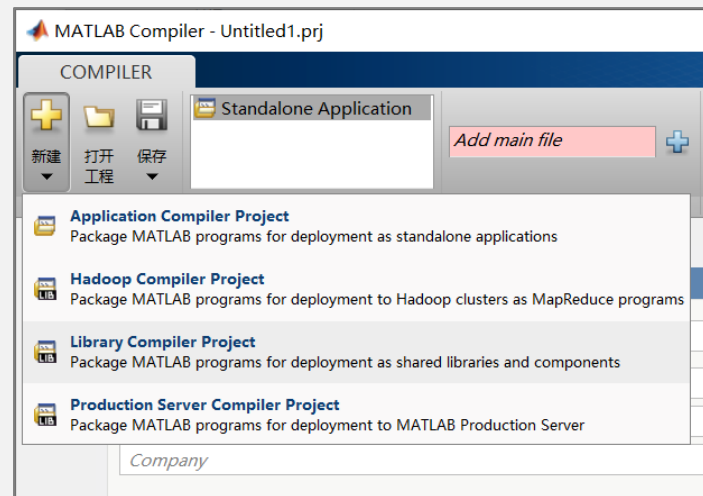 MATLAB Compiler - Untitled1.prj
COMPILER
新建
打开
工程
保存
Standalone Application
Add main file
Application Compiler Project
Package MATLAB programs for deployment as standalone applications
Hadoop Compiler Project
Package MATLAB programs for deployment to Hadoop clusters as MapReduce programs
LIB
Library Compiler Project
Package MATLAB programs for deployment as shared libraries and components
LIB
Production Server Compiler Project
Package MATLAB programs for deployment to MATLAB Production Server
LIB
Company